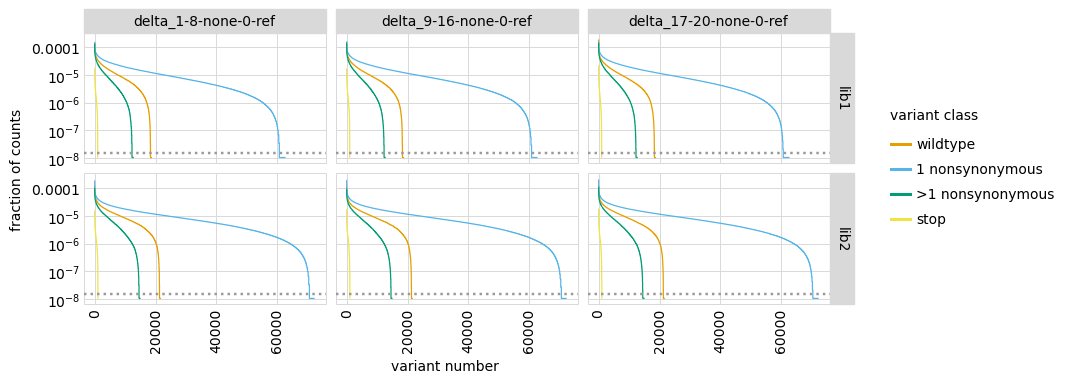 delta_1-8-none-0-ref
delta_9-16-none-0-ref
delta_17-20-none-0-ref
fraction of counts
0.0001
10⁻⁵
10⁻⁶
10⁻⁷
10⁻⁸
lib1
0.0001
10⁻⁵
10⁻⁶
10⁻⁷
10⁻⁸
lib2
0
20000
40000
60000
0
20000
40000
60000
0
20000
40000
60000
variant number
variant class
wildtype
1 nonsynonymous
>1 nonsynonymous
stop